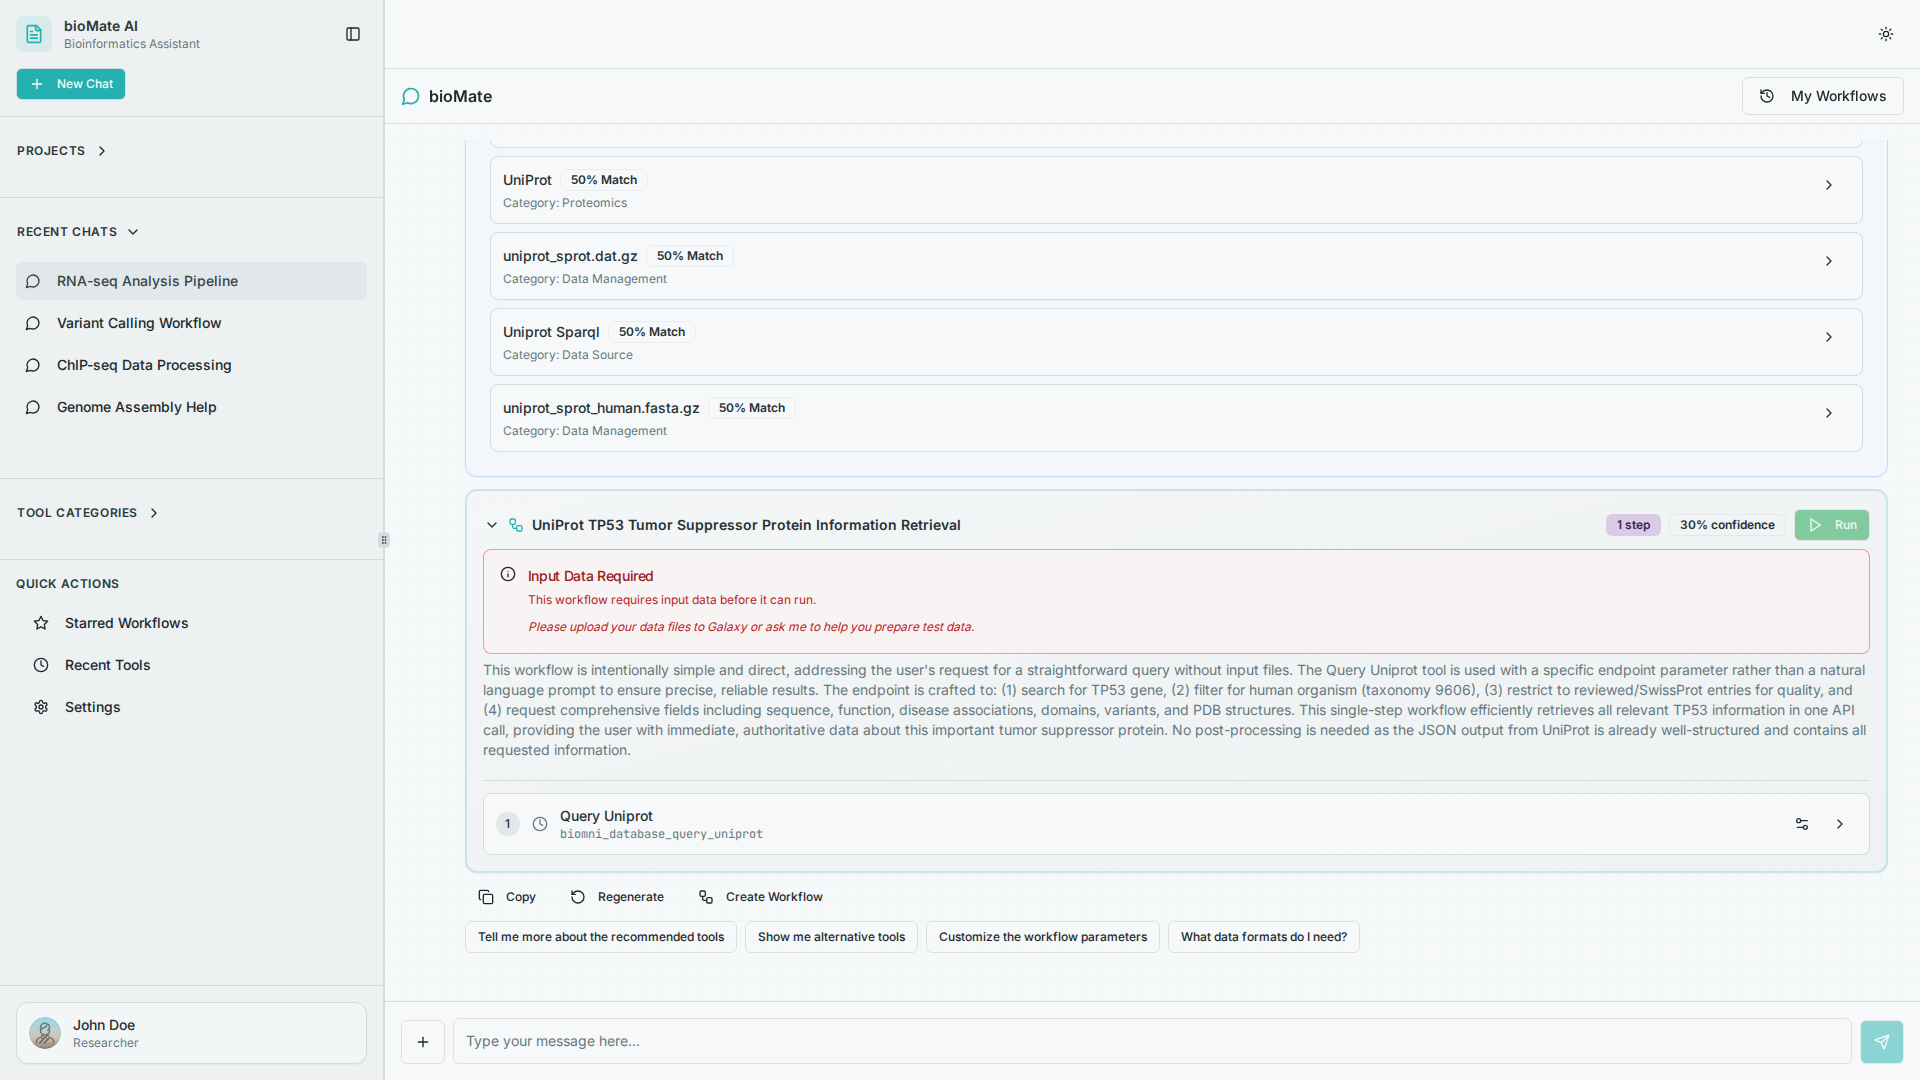 bioMate AI
Bioinformatics Assistant
New Chat
PROJECTS
RECENT CHATS
RNA-seq Analysis Pipeline
Variant Calling Workflow
ChIP-seq Data Processing
Genome Assembly Help
TOOL CATEGORIES
QUICK ACTIONS
Starred Workflows
Recent Tools
Settings
John Doe
Researcher
bioMate
My Workflows
UniProt 50% Match
Category: Proteomics
uniprot_sprot.dat.gz 50% Match
Category: Data Management
Uniprot Sparql 50% Match
Category: Data Source
uniprot_sprot_human.fasta.gz 50% Match
Category: Data Management
UniProt TP53 Tumor Suppressor Protein Information Retrieval 1 step 30% confidence Run
Input Data Required
This workflow requires input data before it can run.
Please upload your data files to Galaxy or ask me to help you prepare test data.
This workflow is intentionally simple and direct, addressing the user's request for a straightforward query without input files. The Query Uniprot tool is used with a specific endpoint parameter rather than a natural
language prompt to ensure precise, reliable results. The endpoint is crafted to: (1) search for TP53 gene, (2) filter for human organism (taxonomy 9606), (3) restrict to reviewed/SwissProt entries for quality, and
(4) request comprehensive fields including sequence, function, disease associations, domains, variants, and PDB structures. This single-step workflow efficiently retrieves all relevant TP53 information in one API
call, providing the user with immediate, authoritative data about this important tumor suppressor protein. No post-processing is needed as the JSON output from UniProt is already well-structured and contains all
requested information.
1 Query Uniprot
biomni_database_query_uniprot
Copy Regenerate Create Workflow
Tell me more about the recommended tools Show me alternative tools Customize the workflow parameters What data formats do I need?
Type your message here...